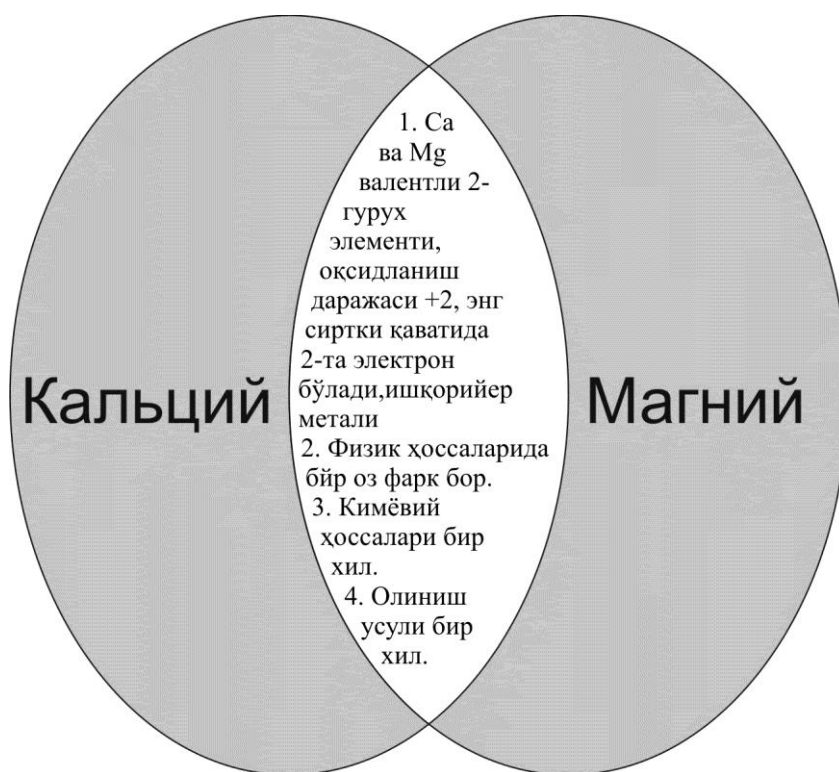 1. Са
ва Mg
валентли 2-
гурух
элементи,
оқсидланиш
даражаси +2, энг
сиртки қаватида
2-та электрон
бўлади,ишқорийер
метали
2. Физик ҳоссаларида
бйр оз фарк бор.
3. Кимёвий
ҳоссалари бир
хил.
4. Олиниш
усули бир
хил.
Кальций
Магний